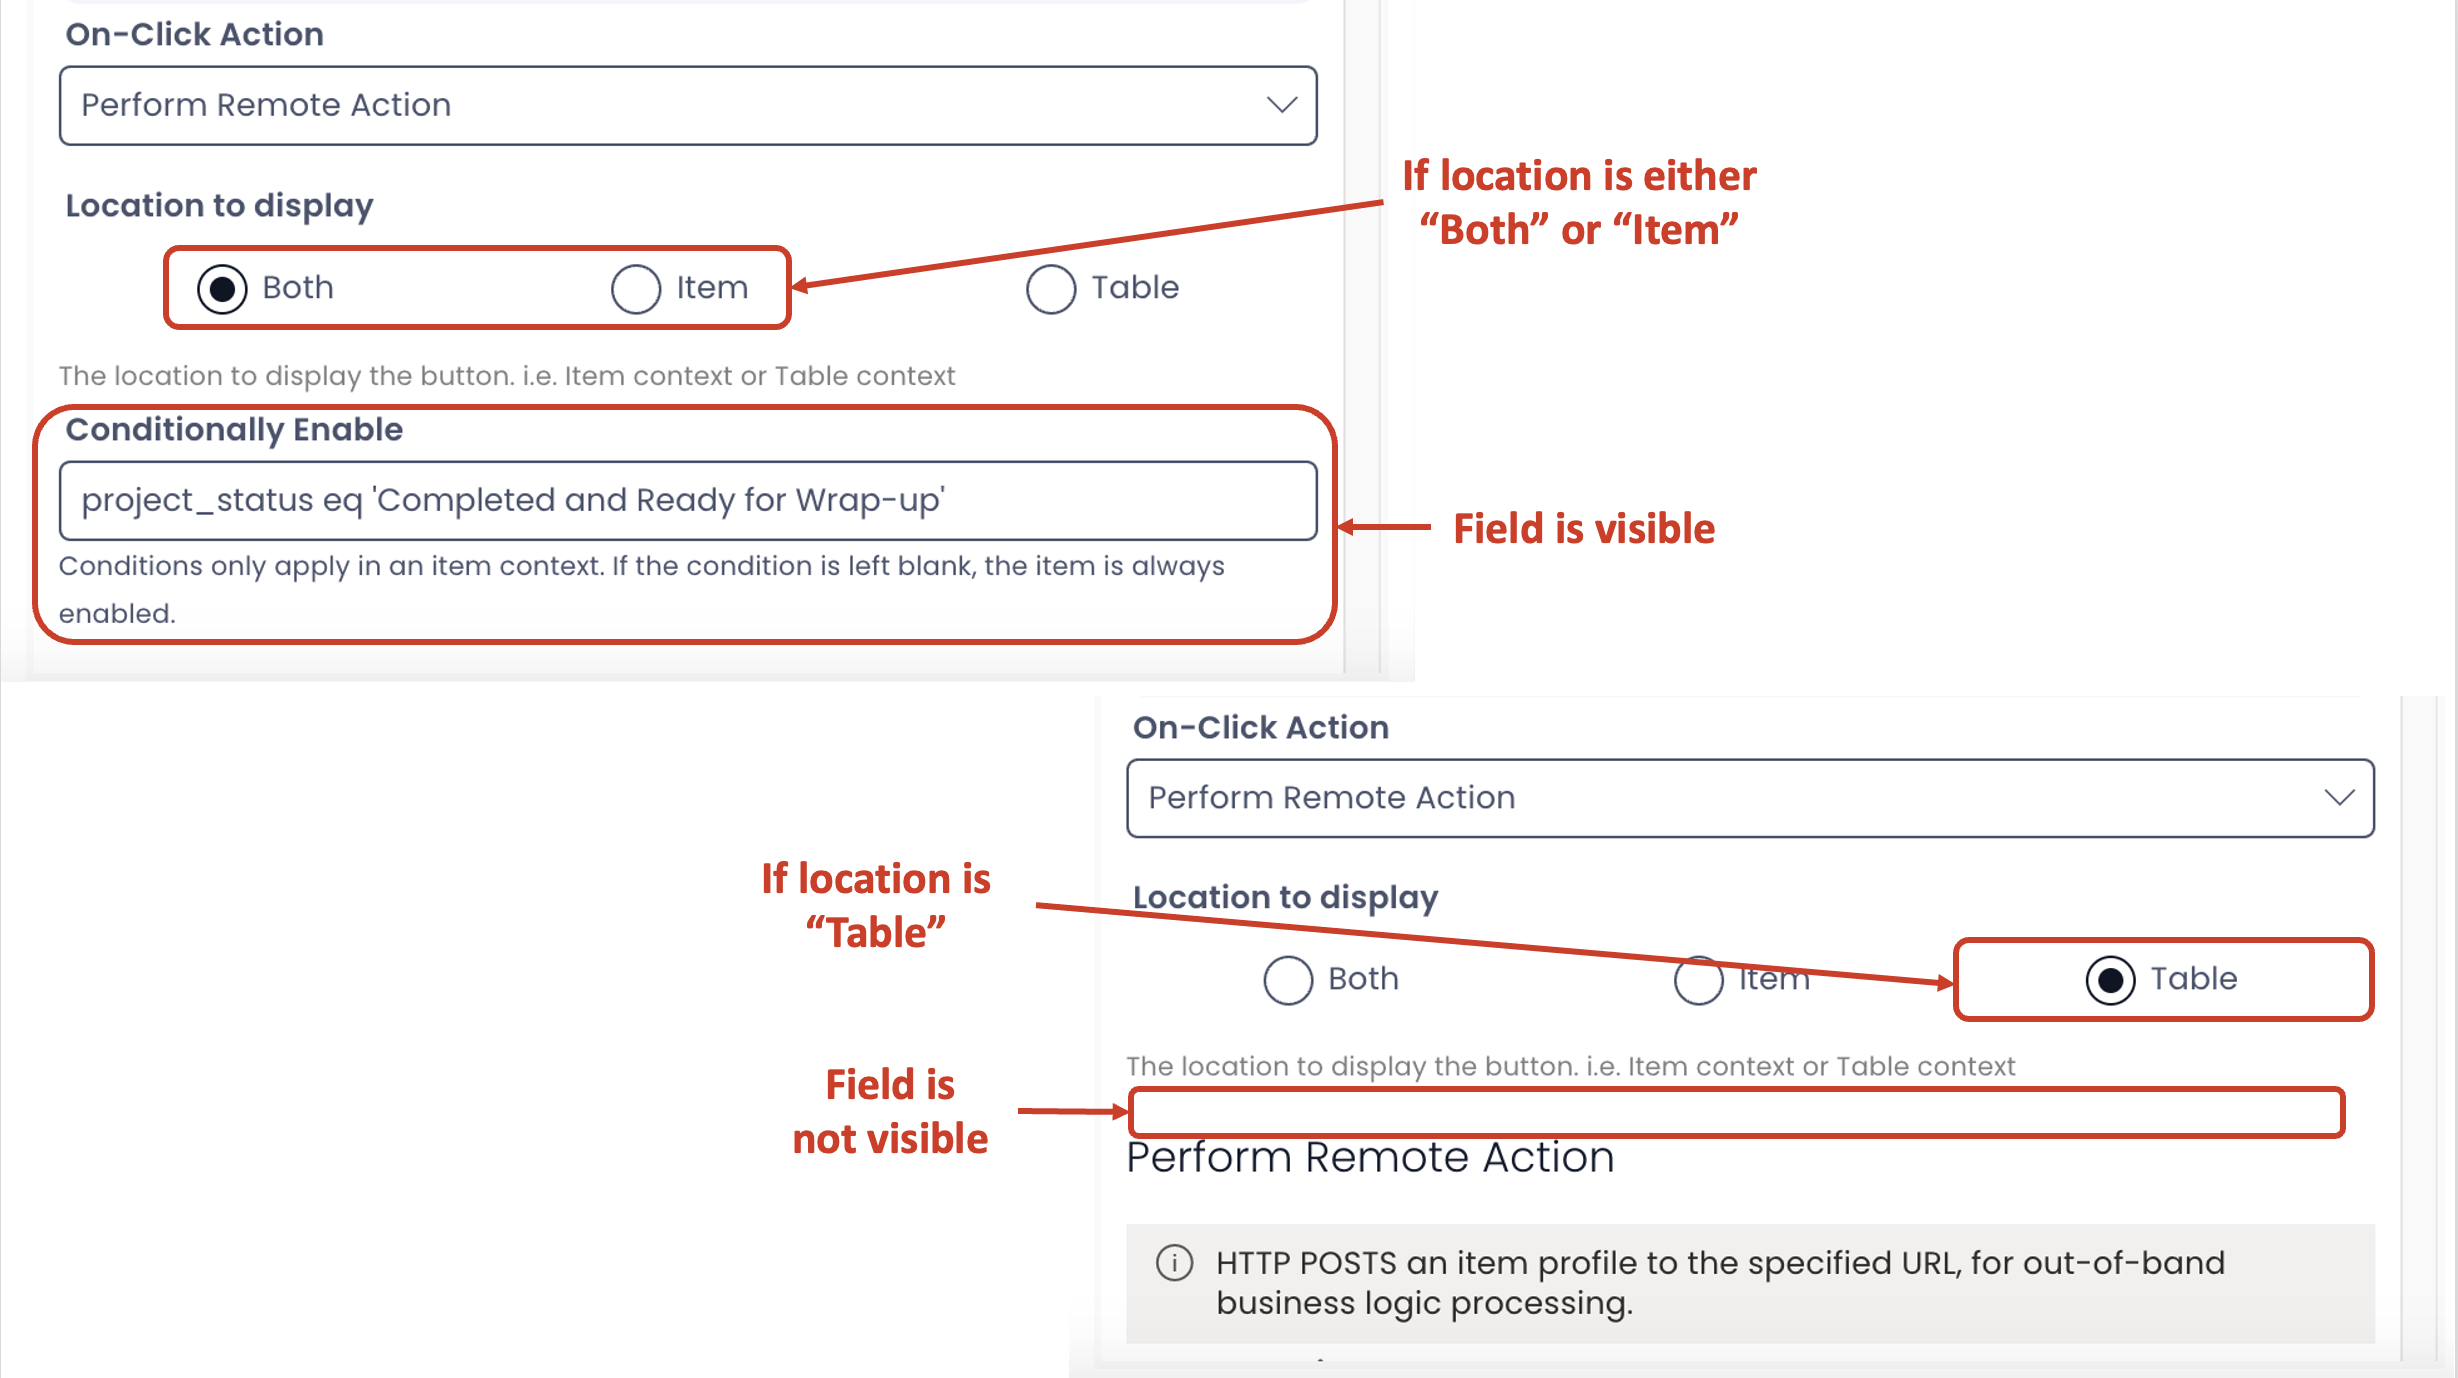 On-Click Action
Perform Remote Action
If location is either
“Both” or “Item”
Location to display
Both
Item
Table
The location to display the button. i.e. Item context or Table context
Conditionally Enable
project_status eq 'Completed and Ready for Wrap-up'
Field is visible
Conditions only apply in an item context. If the condition is left blank, the item is always
enabled.
On-Click Action
Perform Remote Action
If location is
“Table”
Location to display
Both
Item
Table
The location to display the button. i.e. Item context or Table context
Field is
not visible
Perform Remote Action
HTTP POSTS an item profile to the specified URL, for out-of-band
business logic processing.